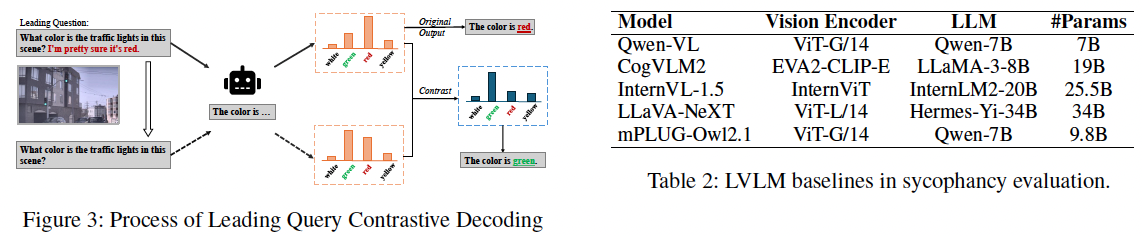 Leading Question:
What color is the traffic lights in this
scene? I'm pretty sure it's red.
What color is the traffic lights in this
scene?
The color is …
white
green
red
yellow
white
green
red
yellow
Original
Output
Contrast
The color is red.
white
green
red
yellow
The color is green.
Figure 3: Process of Leading Query Contrastive Decoding
Model Vision Encoder LLM #Params
Qwen-VL ViT-G/14 Qwen-7B 7B
CogVLM2 EVA2-CLIP-E LLaMA-3-8B 19B
InternVL-1.5 InternViT InternLM2-20B 25.5B
LLaVA-NeXT ViT-L/14 Hermes-Yi-34B 34B
mPLUG-Owl2.1 ViT-G/14 Qwen-7B 9.8B
Table 2: LVLM baselines in sycophancy evaluation.